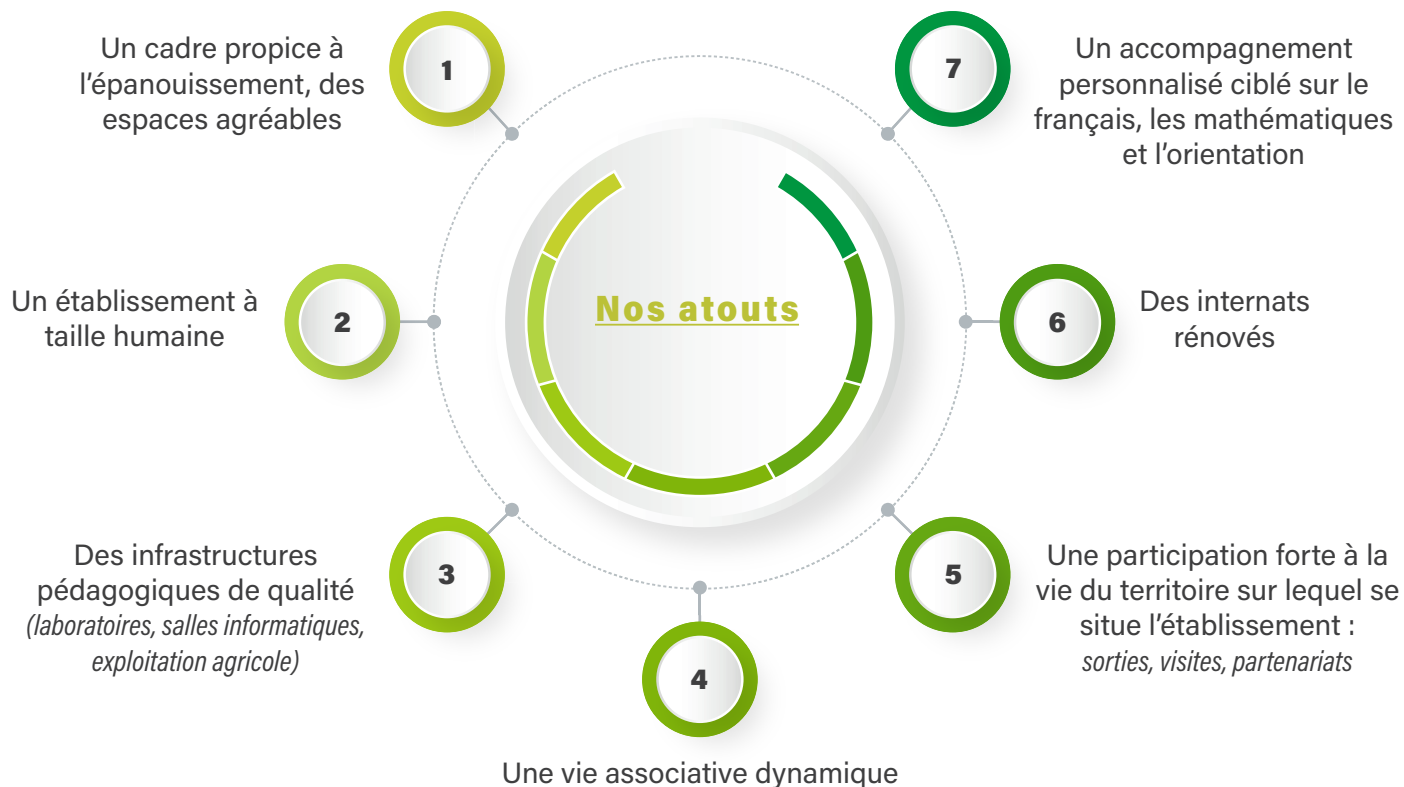 Nos atouts
1
Un cadre propice à
l’épanouissement, des
espaces agréables
2
Un établissement à
taille humaine
3
Des infrastructures
pédagogiques de qualité
(laboratoires, salles informatiques,
exploitation agricole)
4
Une vie associative dynamique
5
Une participation forte à la
vie du territoire sur lequel se
situe l’établissement :
sorties, visites, partenariats
6
Des internats
rénovés
7
Un accompagnement
personnalisé ciblé sur le
français, les mathématiques
et l’orientation